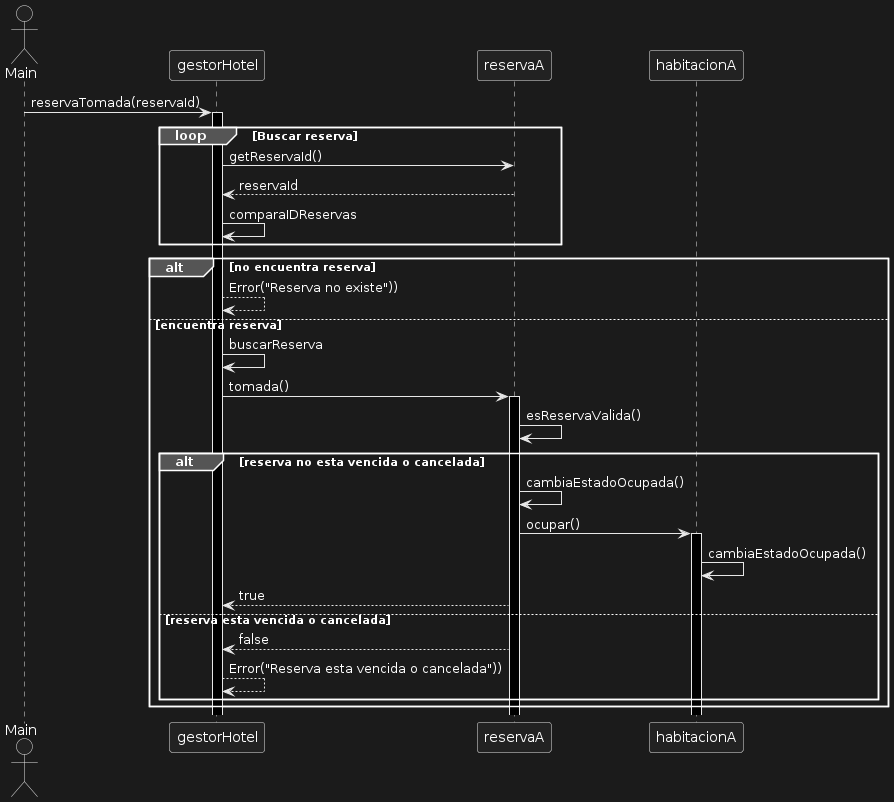 Main
gestorHotel
reservaA
habitacionA
reservaTomada(reservaId)
loop
[Buscar reserva]
getReservaId()
reservaId
comparaIDReservas
alt
[no encuentra reserva]
Error("Reserva no existe"))
[encuentra reserva]
buscarReserva
tomada()
esReservaValida()
alt
[reserva no esta vencida o cancelada]
cambiaEstadoOcupada()
ocupar()
cambiaEstadoOcupada()
true
[reserva esta vencida o cancelada]
false
Error("Reserva esta vencida o cancelada"))
Main
gestorHotel
reservaA
habitacionA